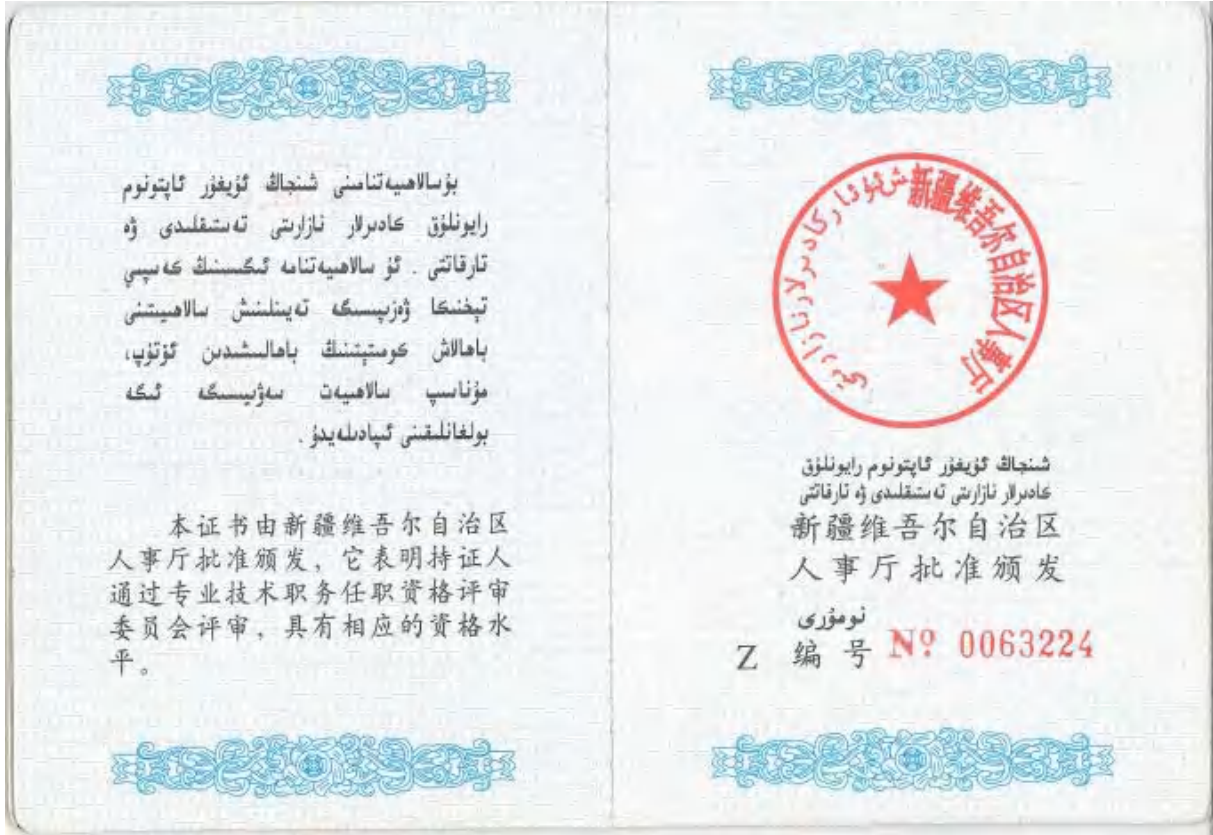 بۇ سالاھىيەتنامىنى شىنجاڭ ئۇيغۇر ئاپتونوم
رايونلۇق كادىرلار نازارىتى تەستىقلىدى ۋە
تارقاتتى . ئۇ سالاھىيەتنامە ئىگىسىنىڭ كەسپىي
تېخنىكا ۋەزىپىسىگە تەيىنلىنىش سالاھىيىتىنى
باھالاش كومىتېتىنىڭ باھالىشىدىن ئۆتۈپ،
مۇناسىپ سالاھىيەت سەۋىيىسىگە ئىگە
بولغانلىقىنى ئىپادىلەيدۇ .
本证书由新疆维吾尔自治区
人事厅批准颁发，它表明持证人
通过专业技术职务任职资格评审
委员会评审，具有相应的资格水
平。
新疆维吾尔自治区人事厅
شىنجاڭ ئۇيغۇر ئاپتونوم رايونلۇق
كادىرلار نازارىتى تەستىقلىدى ۋە تارقاتتى
新疆维吾尔自治区
人事厅批准颁发
نومۇرى
Z 编号 № 0063224